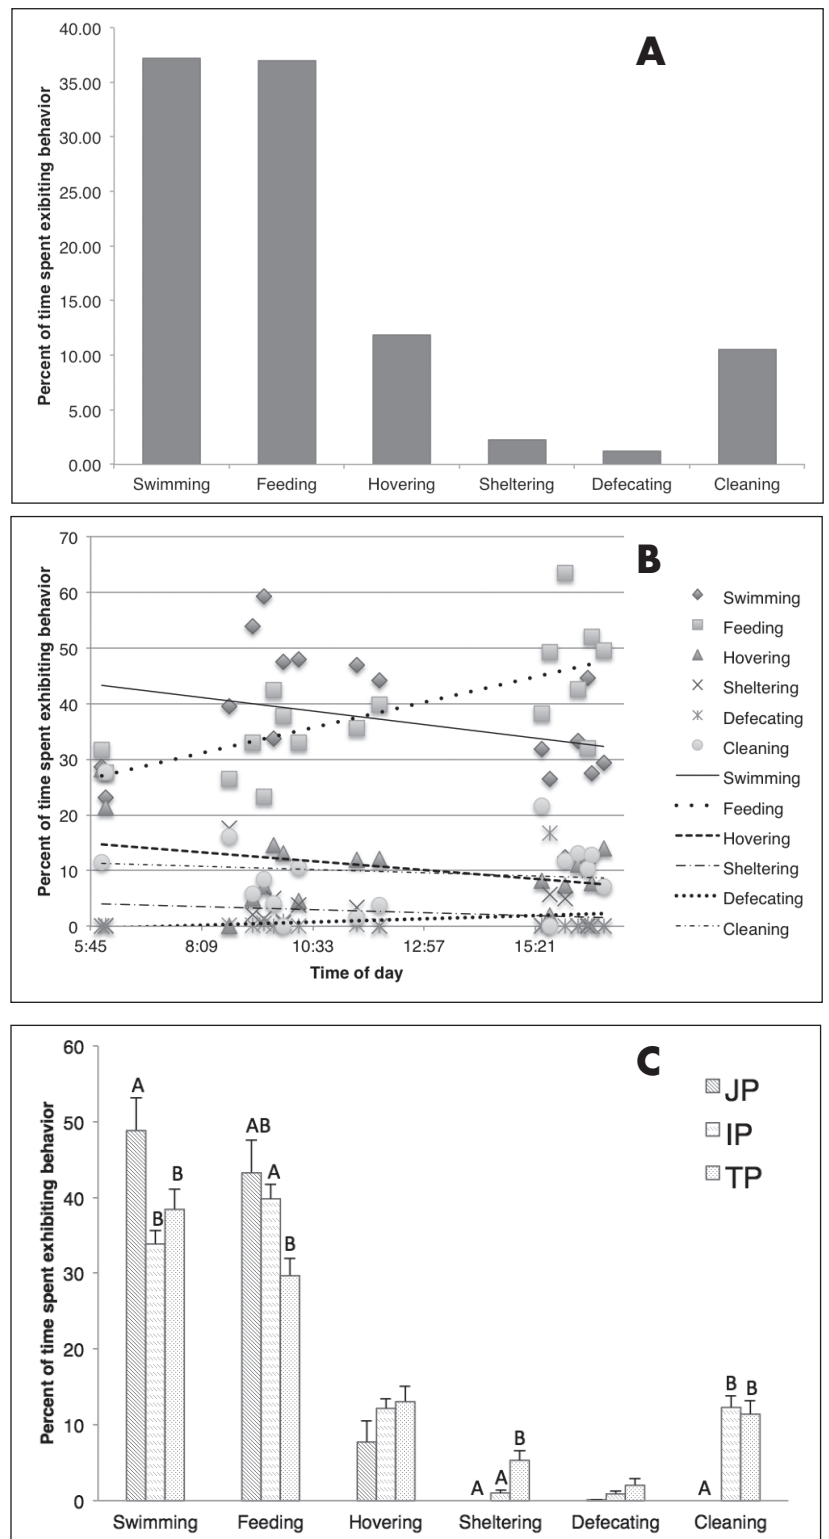 A
Percent of time spent exibiting behavior
40.00
35.00
30.00
25.00
20.00
15.00
10.00
5.00
0.00
Swimming Feeding Hovering Sheltering Defecating Cleaning
B
Percent of time spent exhibiting behavior
70
60
50
40
30
20
10
0
5:45 8:09 10:33 12:57 15:21
Time of day
Swimming
Feeding
Hovering
Sheltering
Defecating
Cleaning
Swimming
Feeding
Hovering
Sheltering
Defecating
Cleaning
C
Percent of time spent exhibiting behavior
60
50
40
30
20
10
0
A B B
AB A B
A A B
A B B
JP
IP
TP
Swimming Feeding Hovering Sheltering Defecating Cleaning